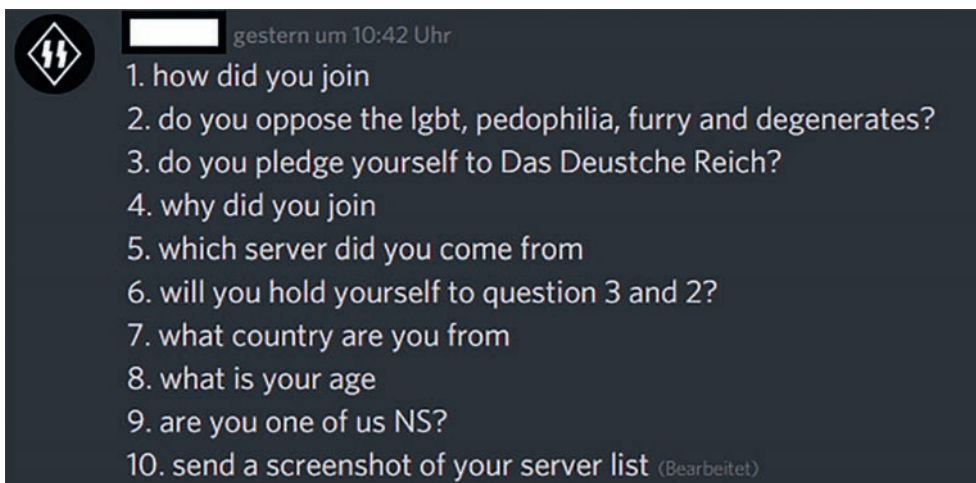 gestern um 10:42 Uhr
1. how did you join
2. do you oppose the lgbt, pedophilia, furry and degenerates?
3. do you pledge yourself to Das Deustche Reich?
4. why did you join
5. which server did you come from
6. will you hold yourself to question 3 and 2?
7. what country are you from
8. what is your age
9. are you one of us NS?
10. send a screenshot of your server list (Bearbeitet)